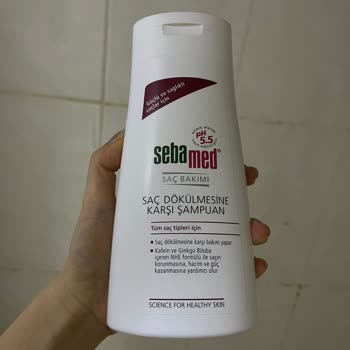 Güçlü ve sağlıklı
saçlar için
pH
5.5
sebamed®
SAÇ BAKIMI
SAÇ DÖKÜLMESİNE
KARŞI ŞAMPUAN
Tüm saç tipleri için
• Saç dökülmesine karşı bakım yapar
• Kafein ve Ginkgo Biloba
içeren NHE formülü ile saçın
korunmasına, hacim ve güç
kazanmasına yardımcı olur
SCIENCE FOR HEALTHY SKIN